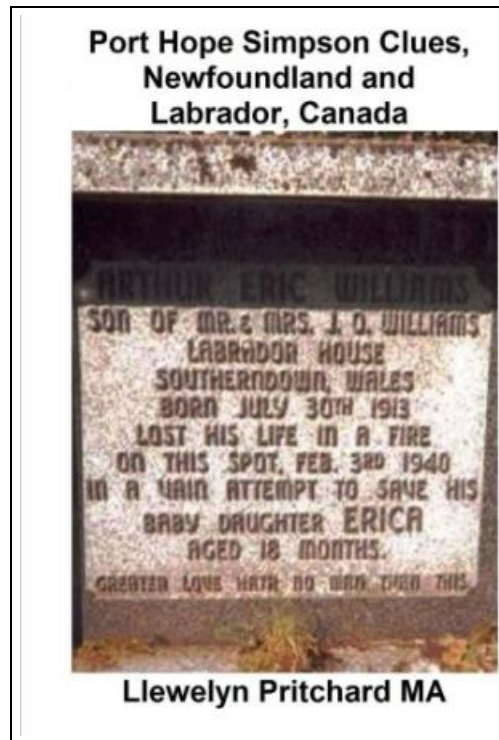 Port Hope Simpson Clues,
Newfoundland and
Labrador, Canada
ARTHUR ERIC WILLIAMS
SON OF MR. & MRS. J. O. WILLIAMS
LABRADOR HOUSE
SOUTHERNDOWN, WALES
BORN JULY 30TH 1913
LOST HIS LIFE IN A FIRE
ON THIS SPOT, FEB. 3RD 1940
IN A VAIN ATTEMPT TO SAVE HIS
BABY DAUGHTER ERICA
AGED 18 MONTHS.
GREATER LOVE HATH NO MAN THAN THIS
Llewelyn Pritchard MA